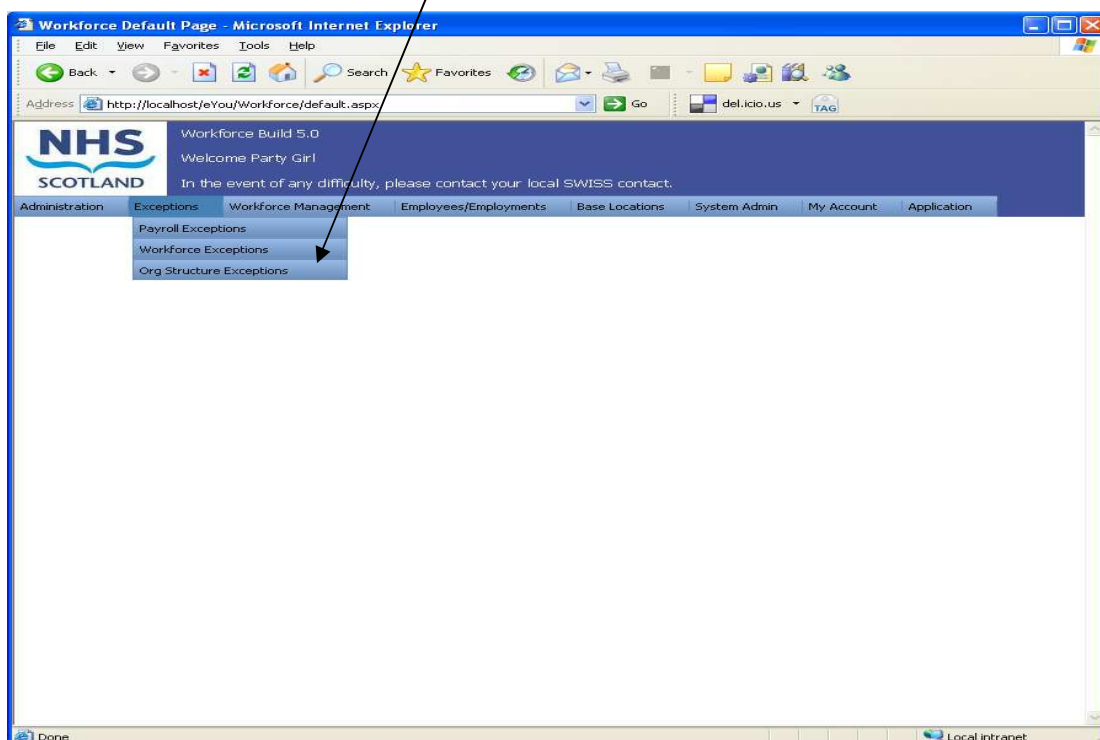 Workforce Default Page - Microsoft Internet Explorer
File Edit View Favorites Tools Help
Back Search Favorites
Address http://localhost/eYou/Workforce/default.aspx Go del.icio.us TAG
NHS
SCOTLAND
Workforce Build 5.0
Welcome Party Girl
In the event of any difficulty, please contact your local SWISS contact.
Administration Exceptions Workforce Management Employees/Employments Base Locations System Admin My Account Application
Payroll Exceptions
Workforce Exceptions
Org Structure Exceptions
Done Local intranet